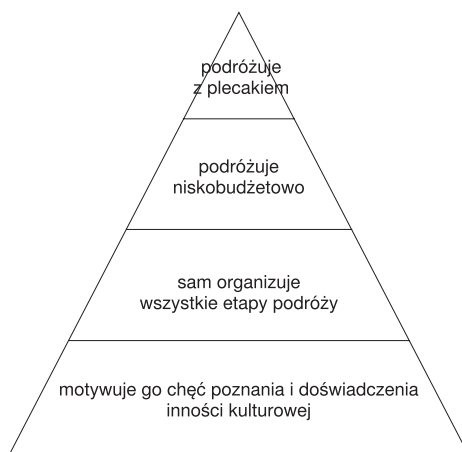 podróżuje
z plecakiem
podróżuje
niskobudżetowo
sam organizuje
wszystkie etapy podróży
motywuje go chęć poznania i doświadczenia
inności kulturowej